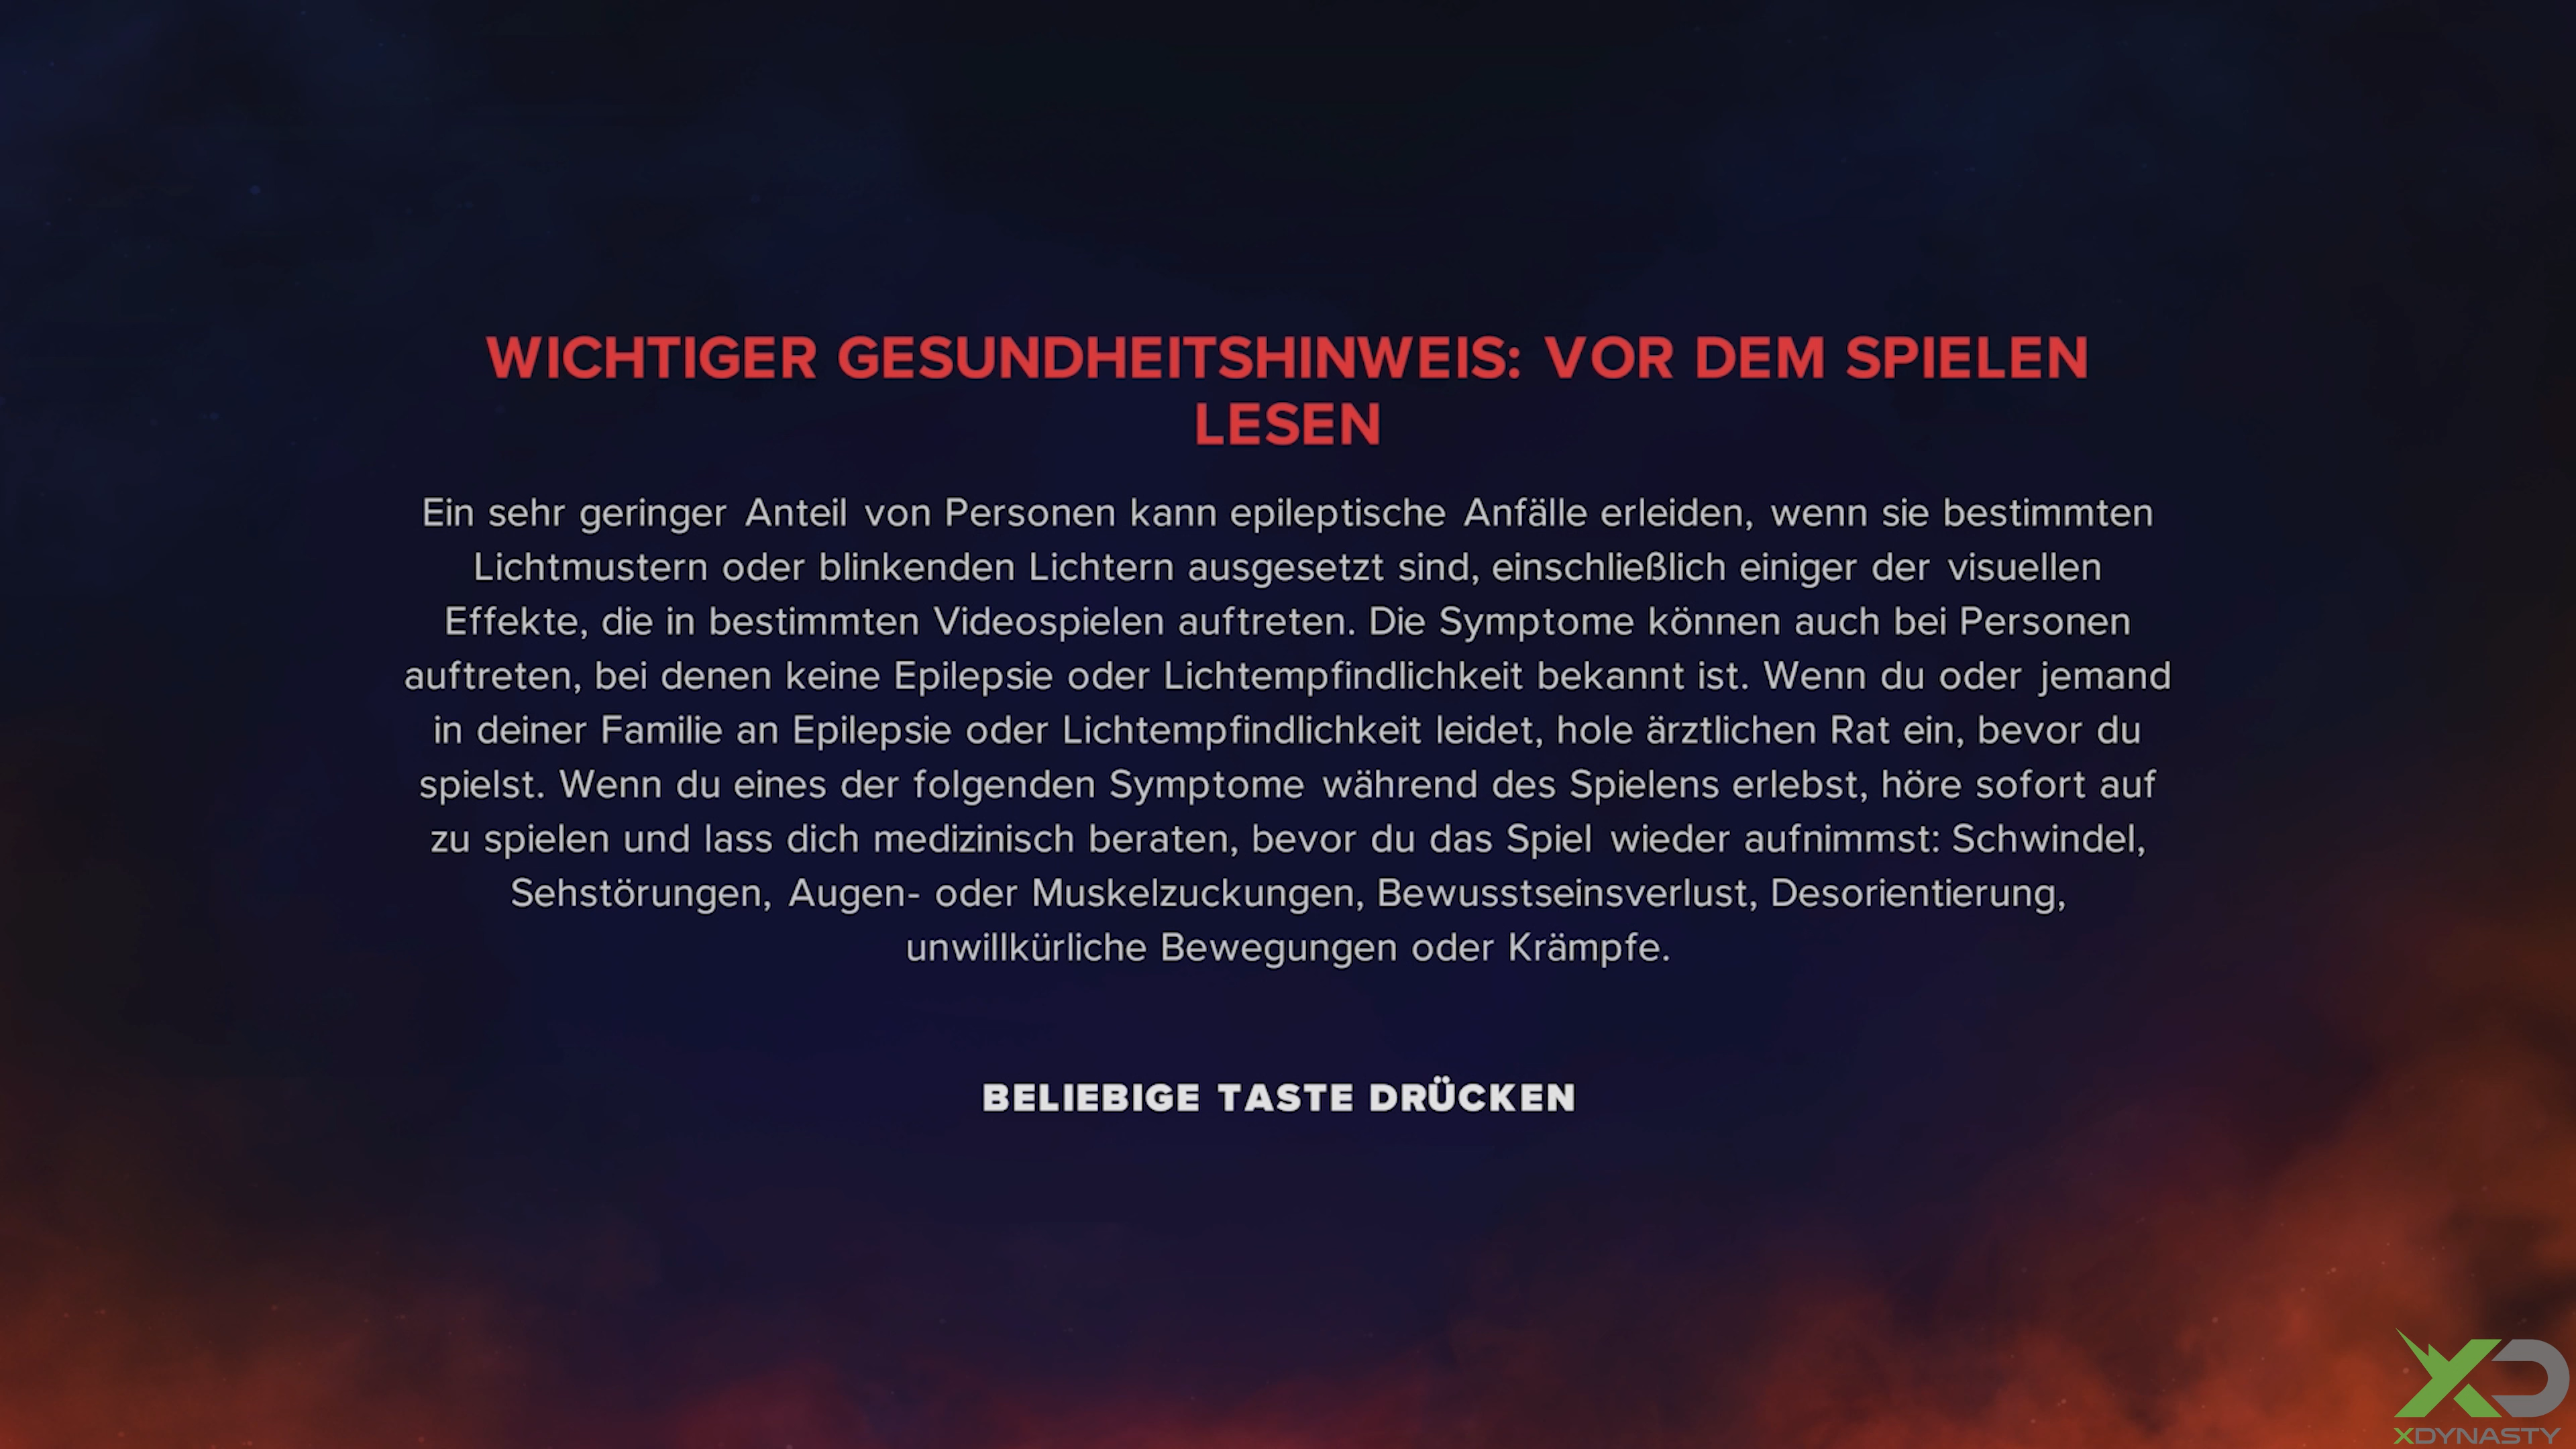 WICHTIGER GESUNDHEITSHINWEIS: VOR DEM SPIELEN
LESEN
Ein sehr geringer Anteil von Personen kann epileptische Anfälle erleiden, wenn sie bestimmten
Lichtmustern oder blinkenden Lichtern ausgesetzt sind, einschließlich einiger der visuellen
Effekte, die in bestimmten Videospielen auftreten. Die Symptome können auch bei Personen
auftreten, bei denen keine Epilepsie oder Lichtempfindlichkeit bekannt ist. Wenn du oder jemand
in deiner Familie an Epilepsie oder Lichtempfindlichkeit leidet, hole ärztlichen Rat ein, bevor du
spielst. Wenn du eines der folgenden Symptome während des Spielens erlebst, höre sofort auf
zu spielen und lass dich medizinisch beraten, bevor du das Spiel wieder aufnimmst: Schwindel,
Sehstörungen, Augen- oder Muskelzuckungen, Bewusstseinsverlust, Desorientierung,
unwillkürliche Bewegungen oder Krämpfe.
BELIEBIGE TASTE DRÜCKEN
XD
XDYNASTY